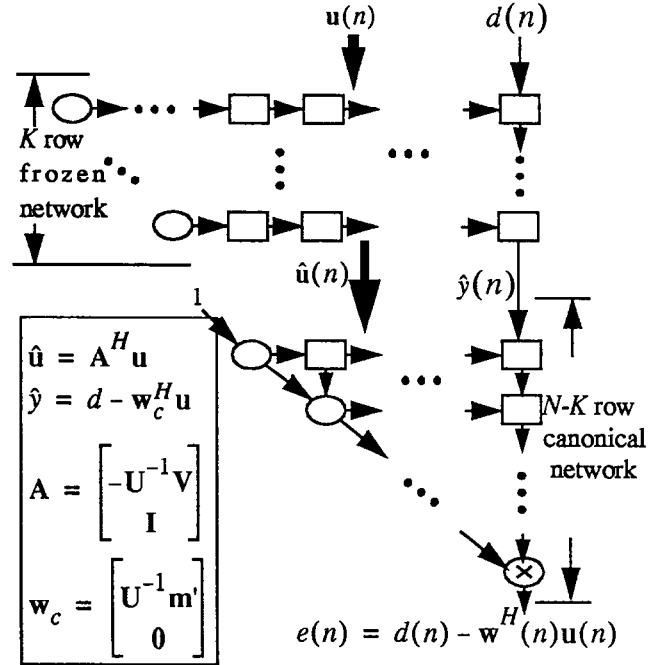 u(n) d(n)
K row
frozen
network
û(n) ŷ(n)
1
û = A^H u
ŷ = d - w_c^H u
A = [-U^-1 V
I]
w_c = [U^-1 m'
0]
N-K row
canonical
network
e(n) = d(n) - w^H(n)u(n)